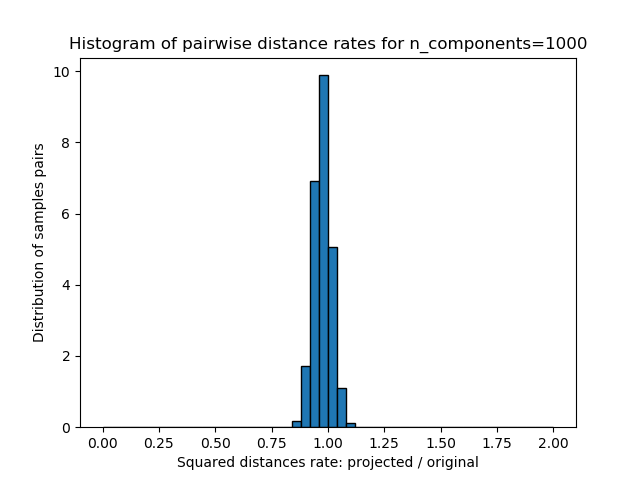 Histogram of pairwise distance rates for n_components=1000
Distribution of samples pairs
10
8
6
4
2
0
0.00 0.25 0.50 0.75 1.00 1.25 1.50 1.75 2.00
Squared distances rate: projected / original